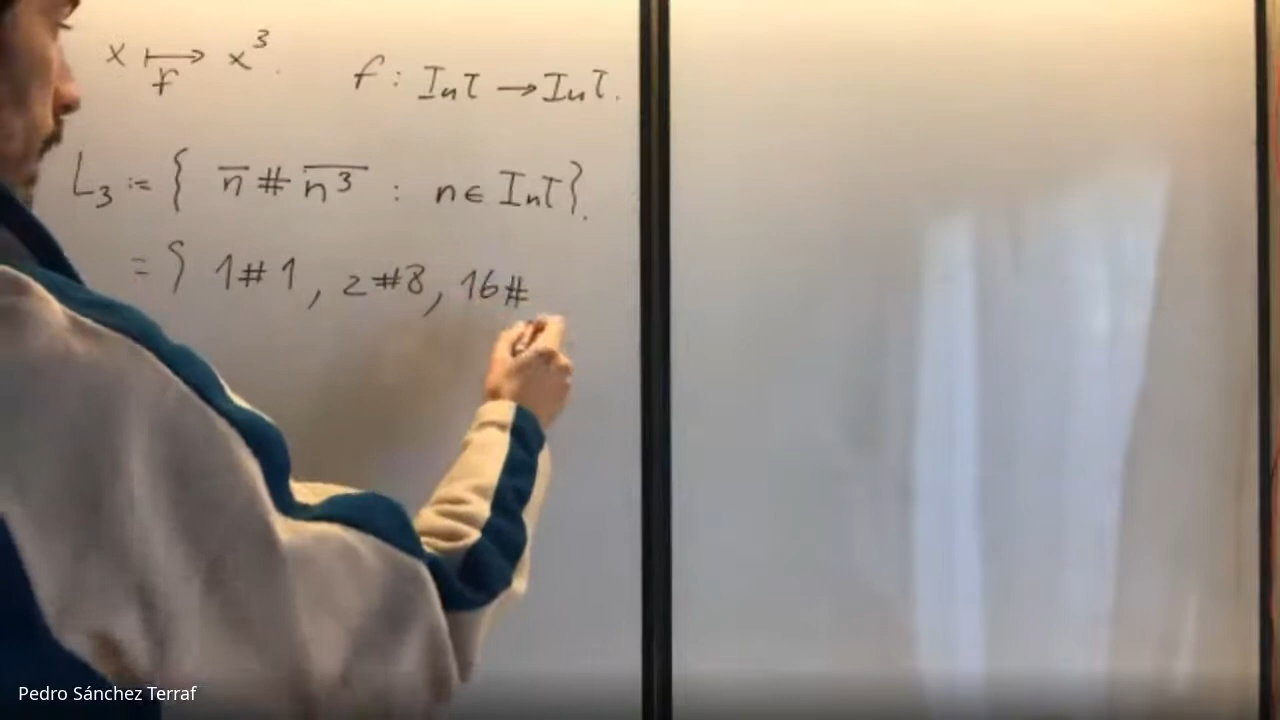 x ⟼ x³.
f
f : Int → Int.
L₃ := { n̅ # n̅³̅ : n ∈ Int}.
= { 1#1, 2#8, 16#
Pedro Sánchez Terraf